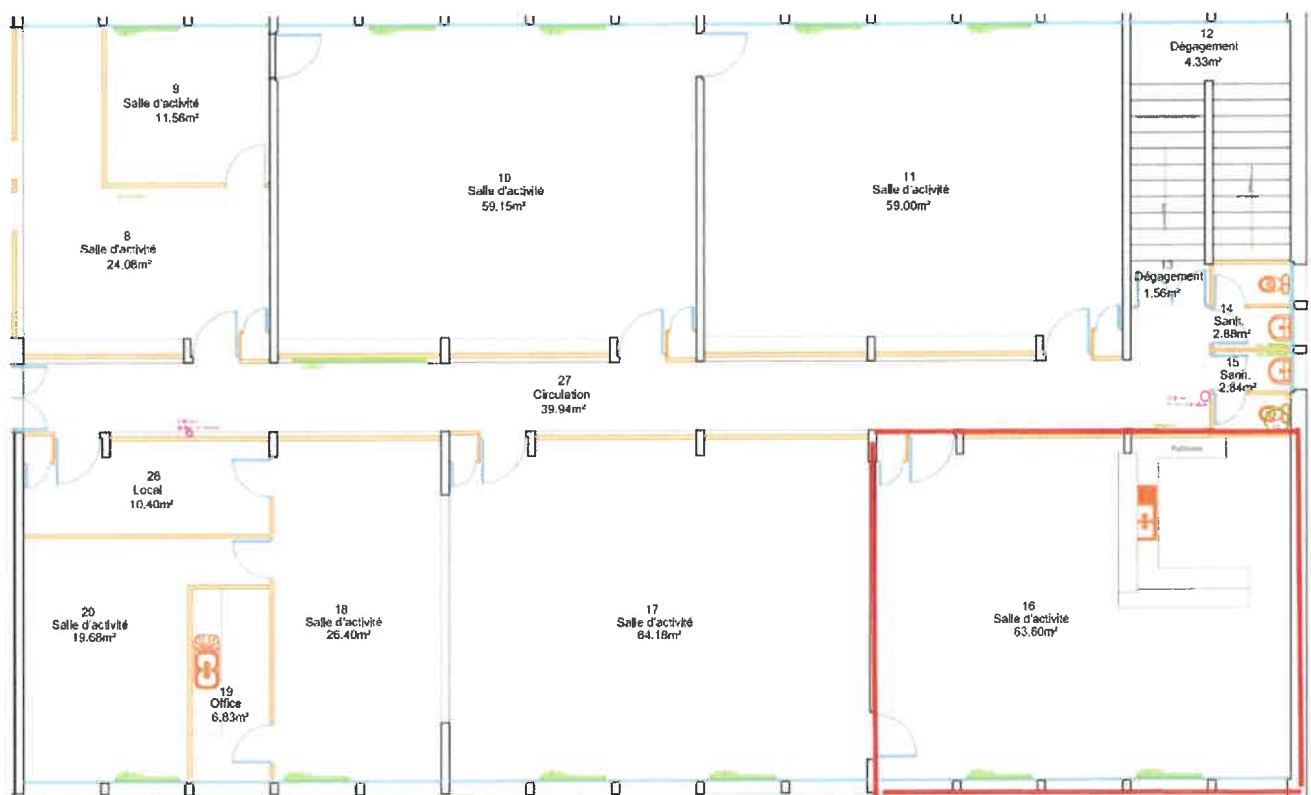 12
Dégagement
4.33m²
9
Salle d'activité
11.56m²
10
Salle d'activité
59.15m²
11
Salle d'activité
59.00m²
8
Salle d'activité
24.08m²
13
Dégagement
1.56m²
14
Sanit.
2.88m²
15
Sanit.
2.84m²
27
Circulation
39.94m²
26
Local
10.40m²
20
Salle d'activité
19.68m²
18
Salle d'activité
26.40m²
17
Salle d'activité
64.18m²
16
Salle d'activité
63.60m²
19
Office
6.83m²